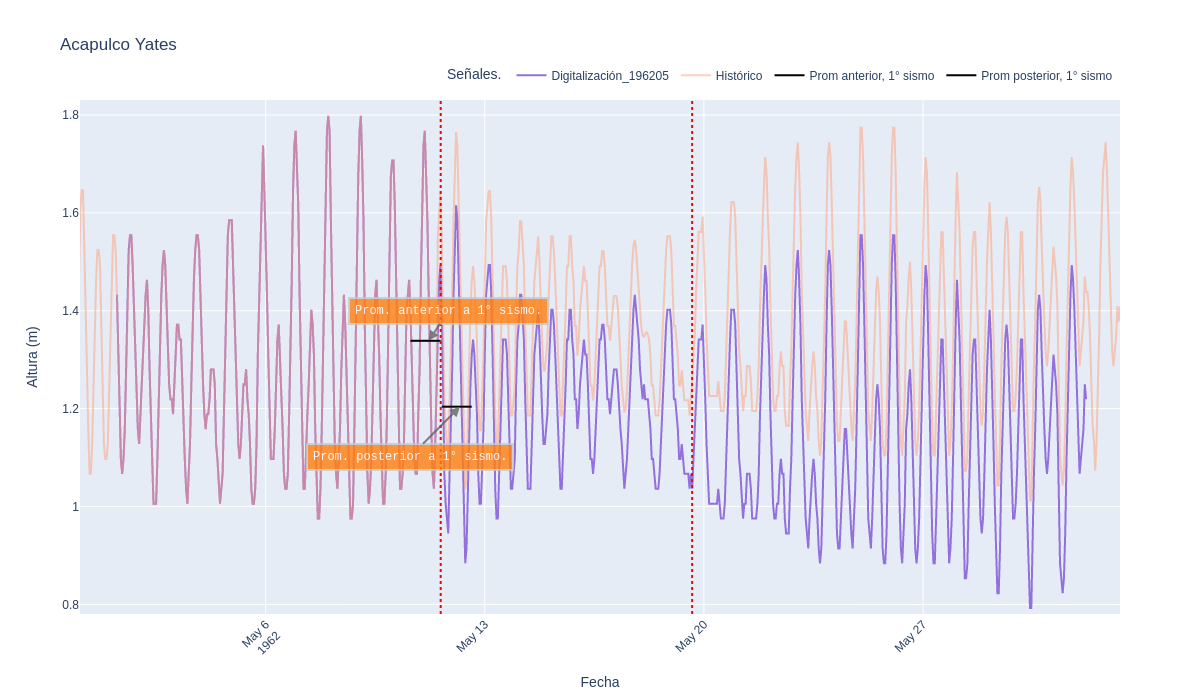 Acapulco Yates
Señales. Digitalización_196205 Histórico Prom anterior, 1° sismo Prom posterior, 1° sismo
1.8
1.6
1.4
1.2
1
0.8
Altura (m)
Prom. anterior a 1° sismo.
Prom. posterior a 1° sismo.
May 6
1962
May 13
May 20
May 27
Fecha